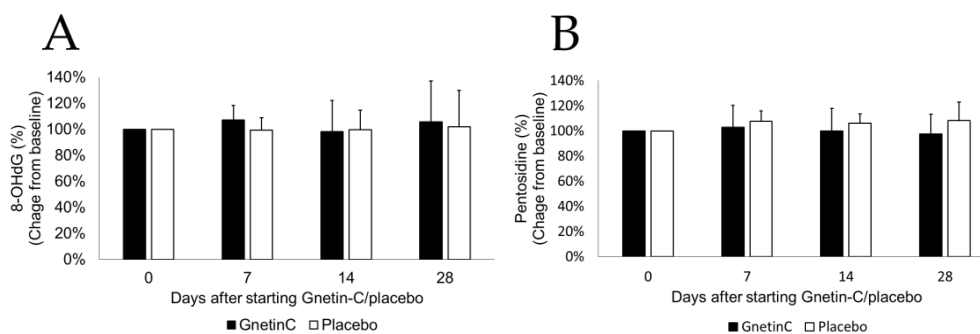 A
8-OHdG (%)
(Chage from baseline)
140%
120%
100%
80%
60%
40%
20%
0%
0 7 14 28
Days after starting Gnetin-C/placebo
GnetinC Placebo
B
Pentosidine (%)
(Chage from baseline)
140%
120%
100%
80%
60%
40%
20%
0%
0 7 14 28
Days after starting Gnetin-C/placebo
GnetinC Placebo